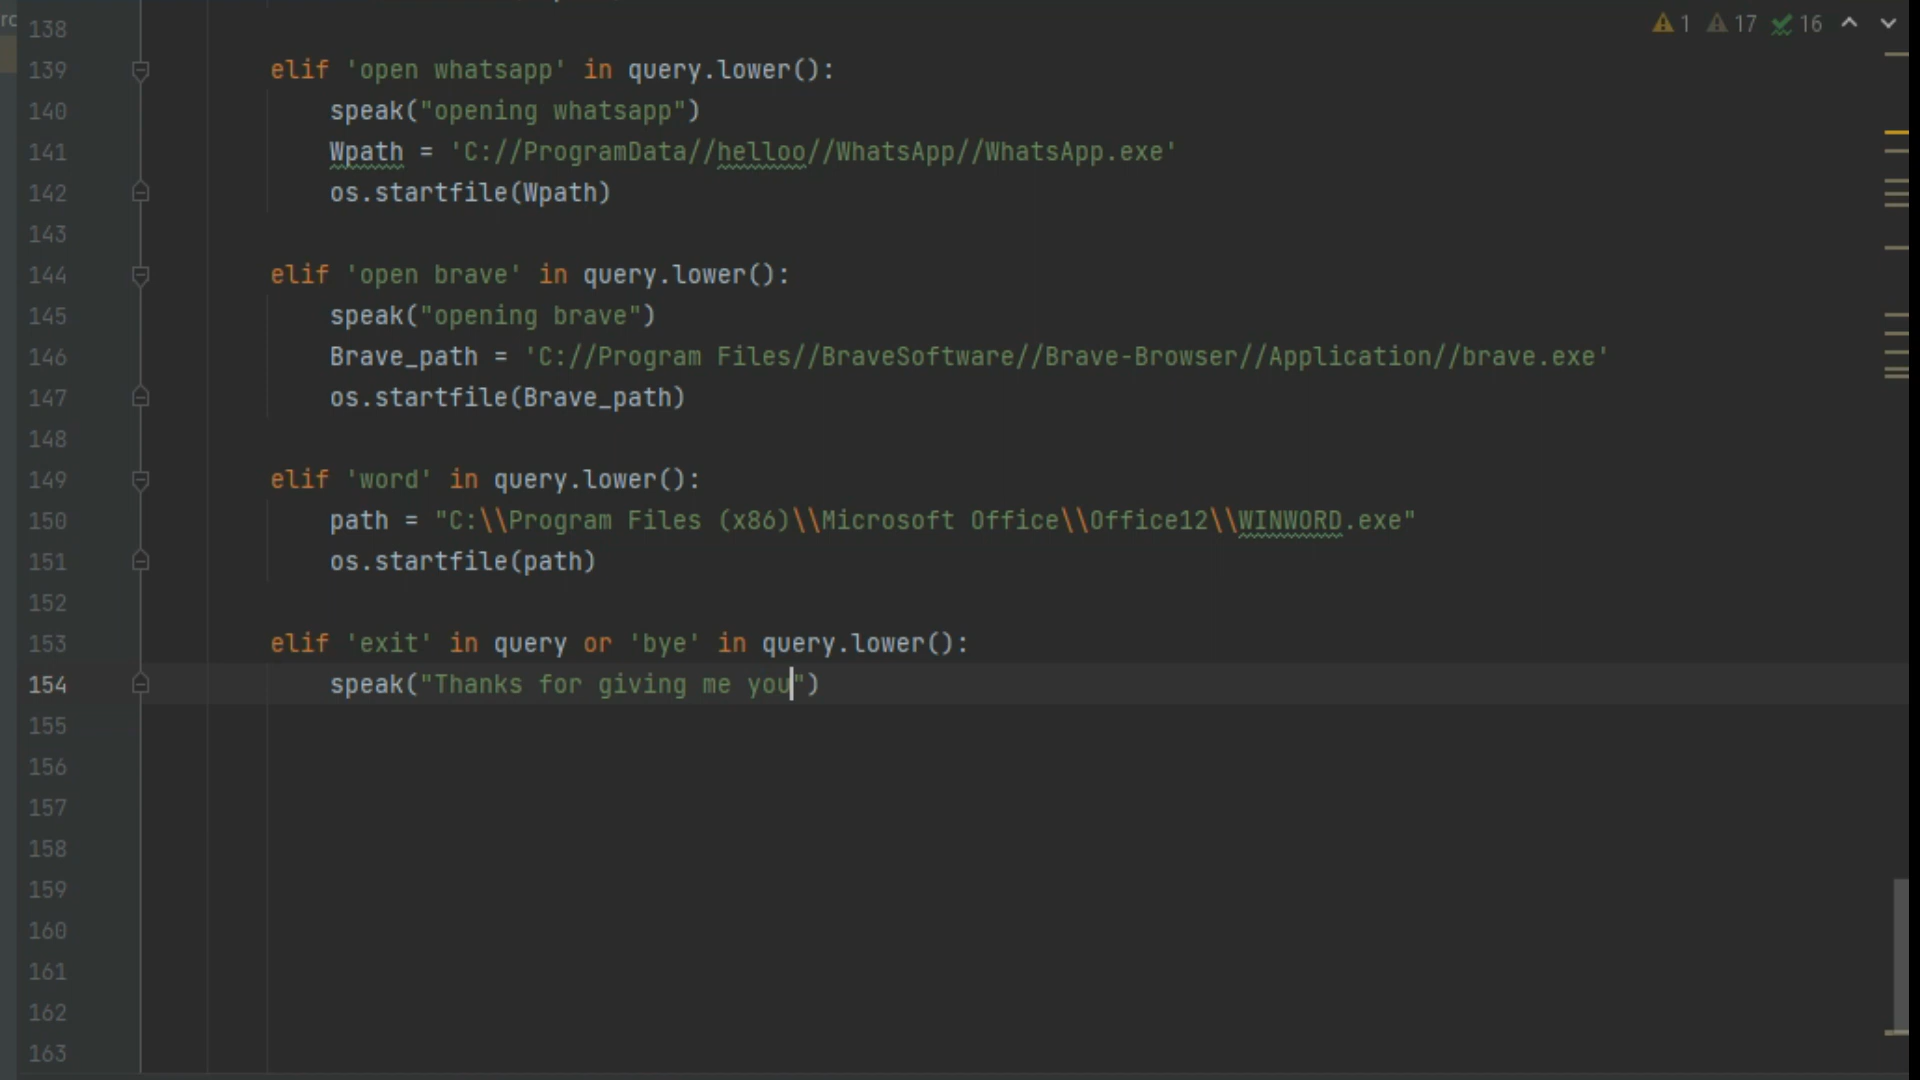 rc
1 17 16
138
139 elif 'open whatsapp' in query.lower():
140 speak("opening whatsapp")
141 Wpath = 'C://ProgramData//helloo//WhatsApp//WhatsApp.exe'
142 os.startfile(Wpath)
143
144 elif 'open brave' in query.lower():
145 speak("opening brave")
146 Brave_path = 'C://Program Files//BraveSoftware//Brave-Browser//Application//brave.exe'
147 os.startfile(Brave_path)
148
149 elif 'word' in query.lower():
150 path = "C:\\Program Files (x86)\\Microsoft Office\\Office12\\WINWORD.exe"
151 os.startfile(path)
152
153 elif 'exit' in query or 'bye' in query.lower():
154 speak("Thanks for giving me you")
155
156
157
158
159
160
161
162
163